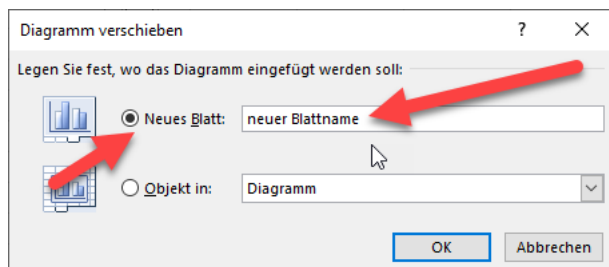 Diagramm verschieben ? ×
Legen Sie fest, wo das Diagramm eingefügt werden soll:
Neues Blatt: neuer Blattname
Objekt in: Diagramm
OK Abbrechen